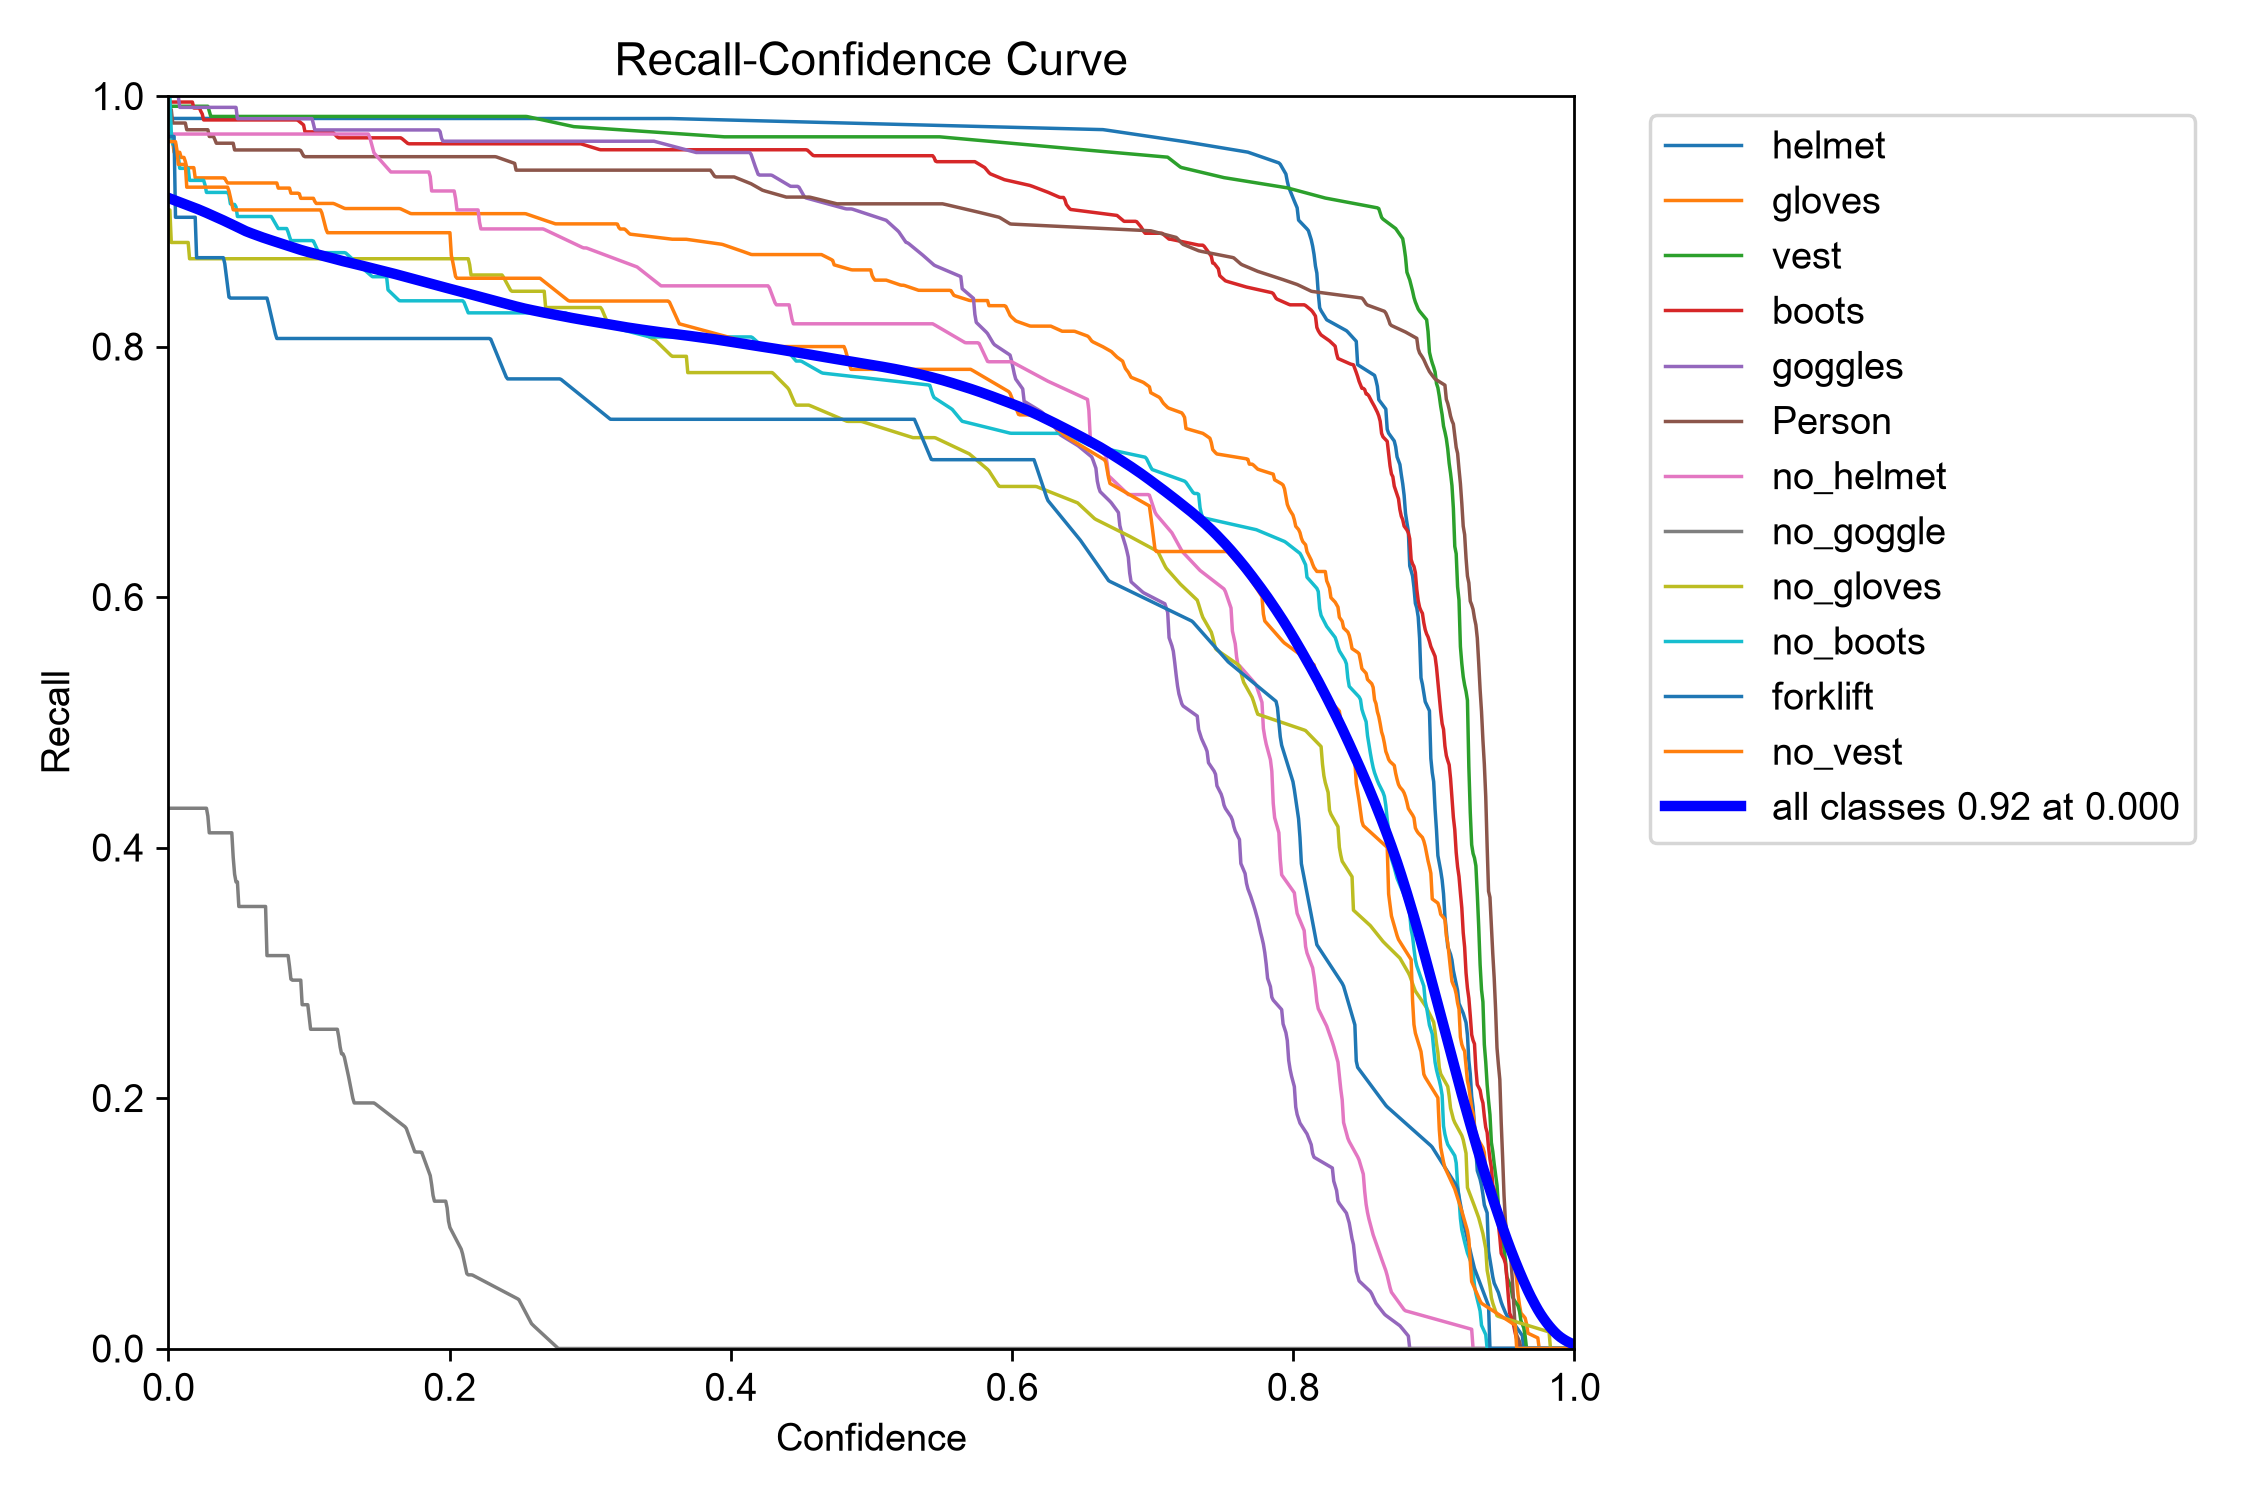 Recall-Confidence Curve
1.0
0.8
0.6
0.4
0.2
0.0
Recall
0.0 0.2 0.4 0.6 0.8 1.0
Confidence
helmet
gloves
vest
boots
goggles
Person
no_helmet
no_goggle
no_gloves
no_boots
forklift
no_vest
all classes 0.92 at 0.000